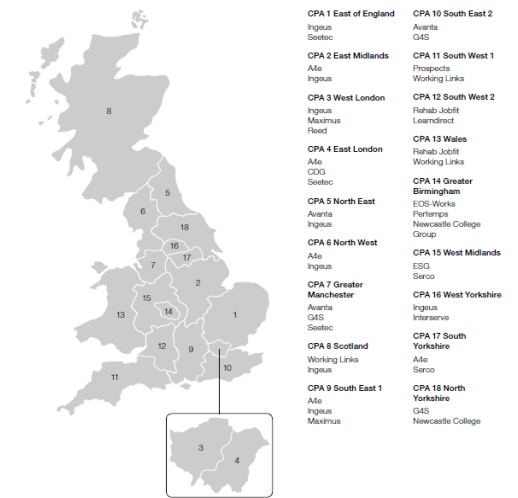 8
5
6
18
16
17
7
2
15
14
13
1
12
9
10
11
3
4
CPA 1 East of England
Ingeus
Seetec
CPA 2 East Midlands
A4e
Ingeus
CPA 3 West London
Ingeus
Maximus
Reed
CPA 4 East London
A4e
CDG
Seetec
CPA 5 North East
Avanta
Ingeus
CPA 6 North West
A4e
Ingeus
CPA 7 Greater
Manchester
Avanta
G4S
Seetec
CPA 8 Scotland
Working Links
Ingeus
CPA 9 South East 1
A4e
Ingeus
Maximus
CPA 10 South East 2
Avanta
G4S
CPA 11 South West 1
Prospects
Working Links
CPA 12 South West 2
Rehab Jobfit
Learndirect
CPA 13 Wales
Rehab Jobfit
Working Links
CPA 14 Greater
Birmingham
EOS-Works
Pertemps
Newcastle College
Group
CPA 15 West Midlands
ESG
Serco
CPA 16 West Yorkshire
Ingeus
Interserve
CPA 17 South
Yorkshire
A4e
Serco
CPA 18 North
Yorkshire
G4S
Newcastle College